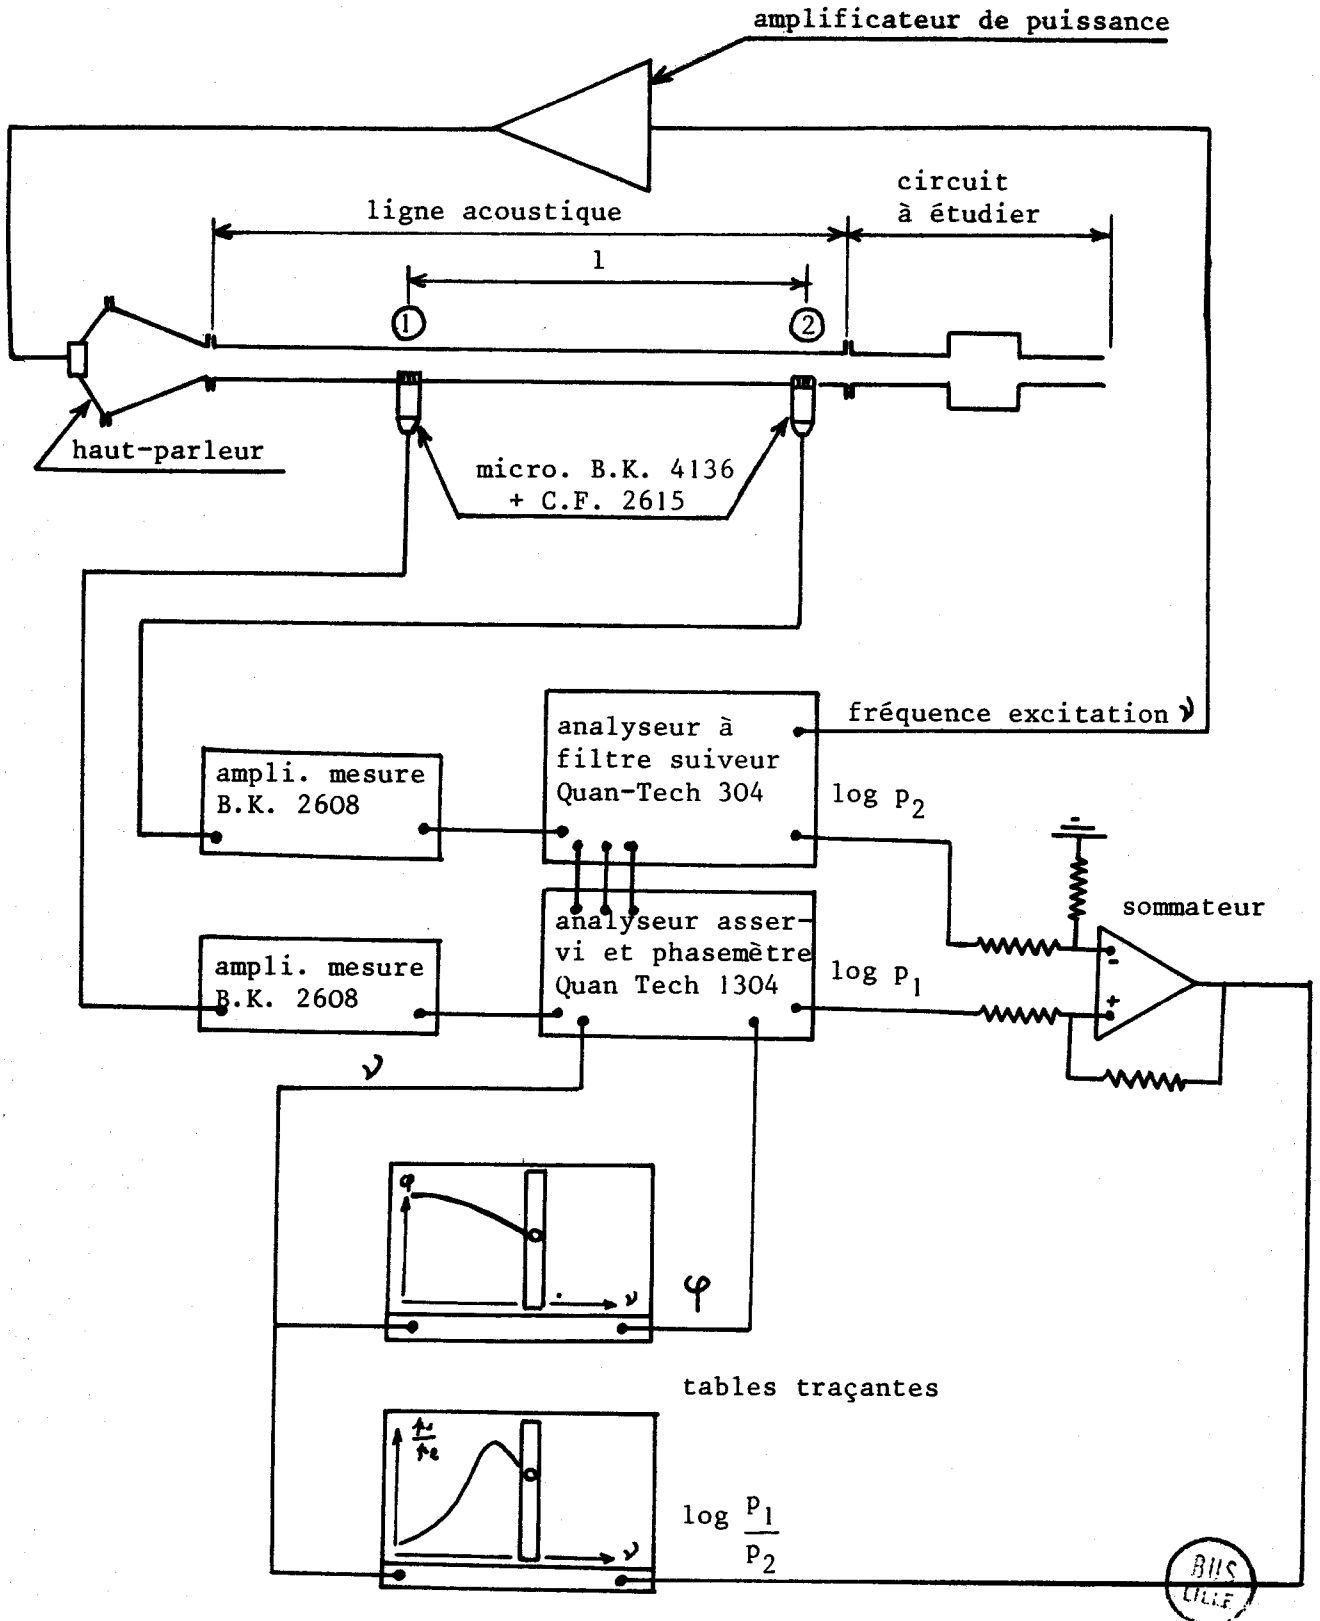 amplificateur de puissance
circuit
à étudier
ligne acoustique
l
1
2
haut-parleur
micro. B.K. 4136
+ C.F. 2615
fréquence excitation ν
analyseur à
filtre suiveur
Quan-Tech 304
ampli. mesure
B.K. 2608
log p2
sommateur
analyseur asser-
vi et phasemètre
Quan Tech 1304
ampli. mesure
B.K. 2608
log p1
-
+
ν
φ
ν
φ
tables traçantes
p1
p2
ν
log p1
p2
BUS
LILLE